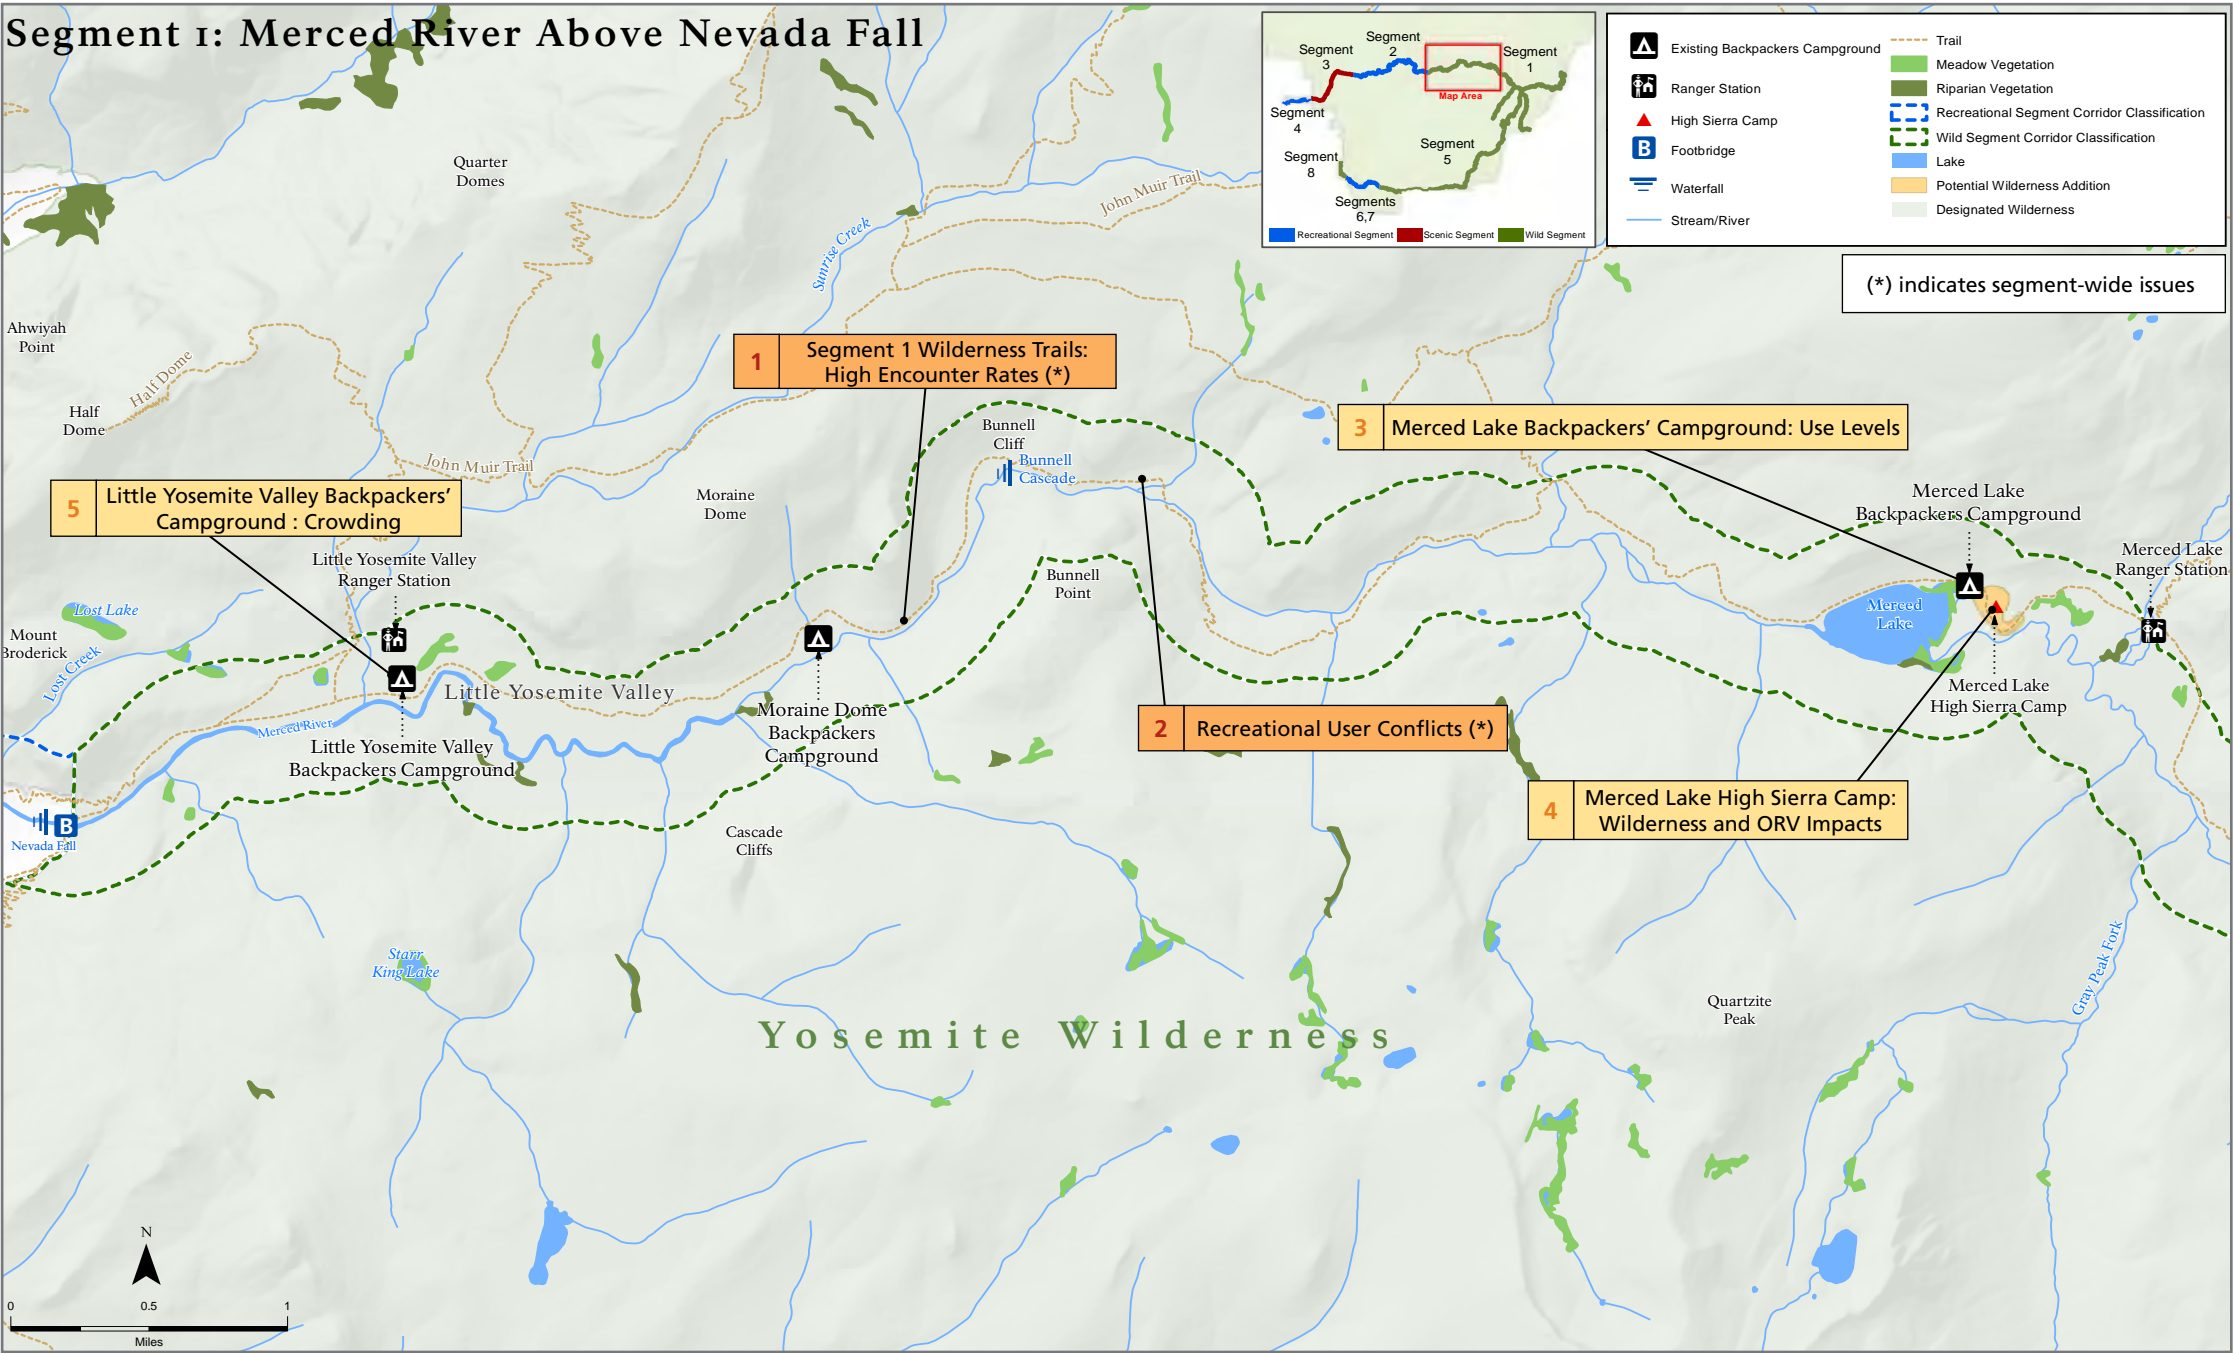 Segment 1: Merced River Above Nevada Fall
Segment
3
Segment
2
Segment
1
Map Area
Segment
4
Segment
5
Segment
8
Segments
6,7
Recreational Segment
Scenic Segment
Wild Segment
Existing Backpackers Campground
Ranger Station
High Sierra Camp
B
Footbridge
Waterfall
Stream/River
Trail
Meadow Vegetation
Riparian Vegetation
Recreational Segment Corridor Classification
Wild Segment Corridor Classification
Lake
Potential Wilderness Addition
Designated Wilderness
(*) indicates segment-wide issues
Quarter
Domes
John Muir Trail
Sunrise Creek
Ahwiyah
Point
Half Dome
Half
Dome
1
Segment 1 Wilderness Trails:
High Encounter Rates (*)
3
Merced Lake Backpackers' Campground: Use Levels
Bunnell
Cliff
Bunnell
Cascade
John Muir Trail
5
Little Yosemite Valley Backpackers'
Campground : Crowding
Moraine
Dome
Merced Lake
Backpackers Campground
Little Yosemite Valley
Ranger Station
Merced Lake
Ranger Station
Bunnell
Point
Lost Lake
Merced
Lake
Mount
Broderick
Lost Creek
Little Yosemite Valley
Merced Lake
High Sierra Camp
Moraine Dome
Backpackers
Campground
Merced River
2
Recreational User Conflicts (*)
Little Yosemite Valley
Backpackers Campground
4
Merced Lake High Sierra Camp:
Wilderness and ORV Impacts
B
Nevada Fall
Cascade
Cliffs
Starr
King Lake
Gray Peak Fork
Quartzite
Peak
Yosemite Wilderness
N
0
0.5
1
Miles